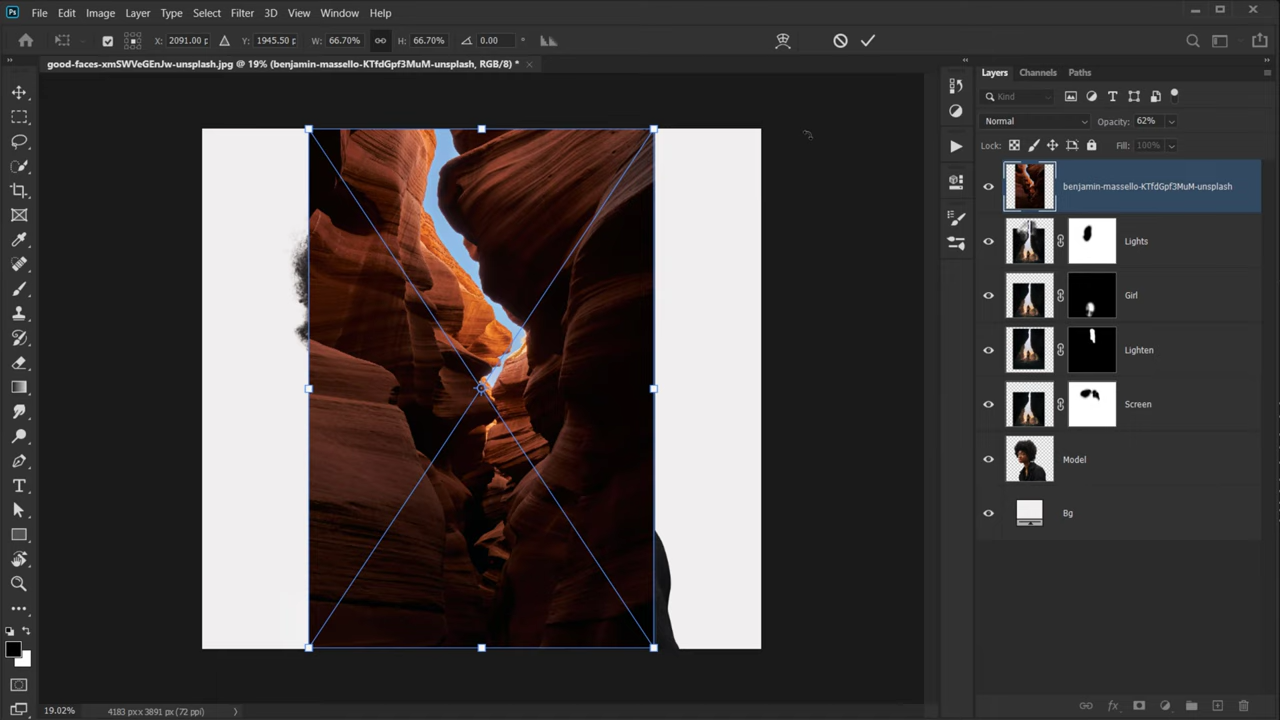 Ps File Edit Image Layer Type Select Filter 3D View Window Help
X: 2091.00 p Y: 1945.50 p W: 66.70% H: 66.70% 0.00 °
good-faces-xmSWVeGEnJw-unsplash.jpg @ 19% (benjamin-massello-KTfdGpf3MuM-unsplash, RGB/8) *
Layers Channels Paths
Kind
Normal Opacity: 62%
Lock: Fill: 100%
benjamin-massello-KTfdGpf3MuM-unsplash
Lights
Girl
Lighten
Screen
Model
Bg
19.02% 4183 px x 3891 px (72 ppi)